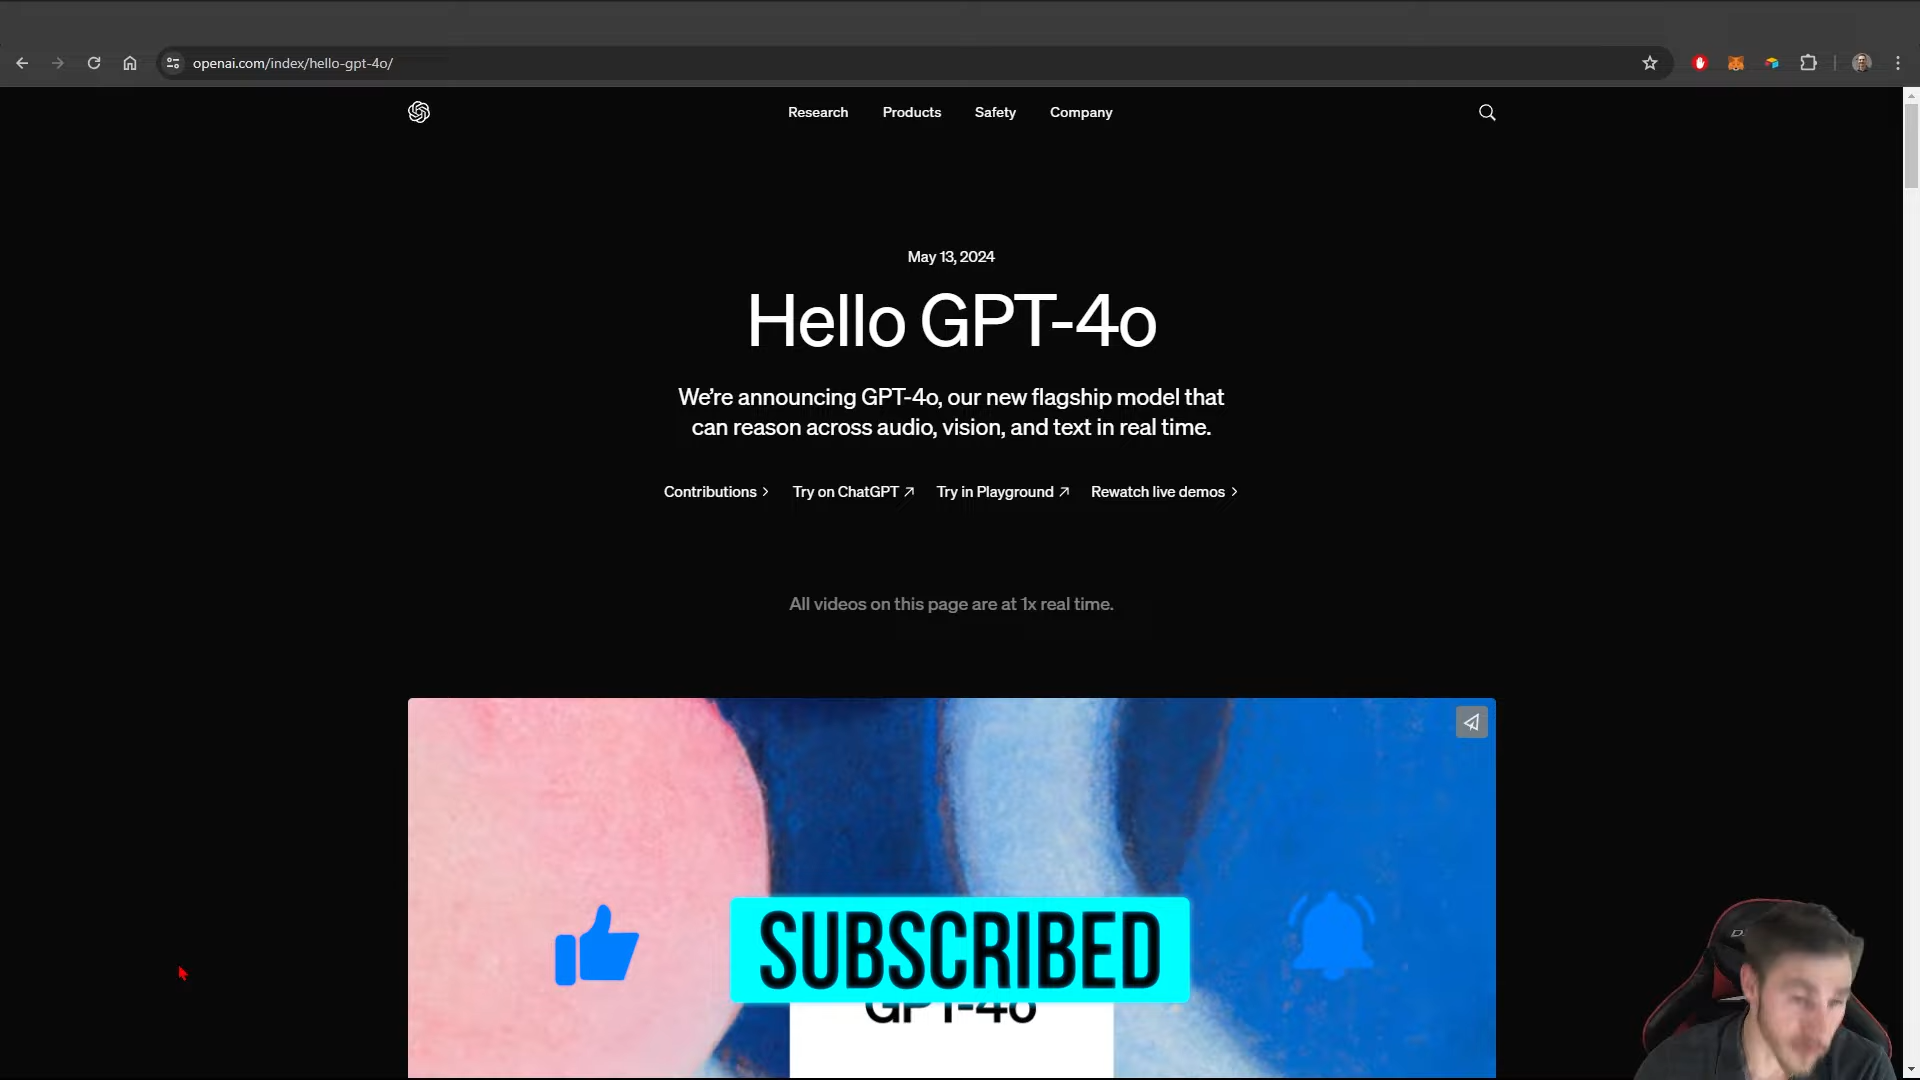 openai.com/index/hello-gpt-4o/
Research Products Safety Company
May 13, 2024
Hello GPT-4o
We’re announcing GPT-4o, our new flagship model that
can reason across audio, vision, and text in real time.
Contributions Try on ChatGPT Try in Playground Rewatch live demos
All videos on this page are at 1x real time.
SUBSCRIBED
GPT-4o